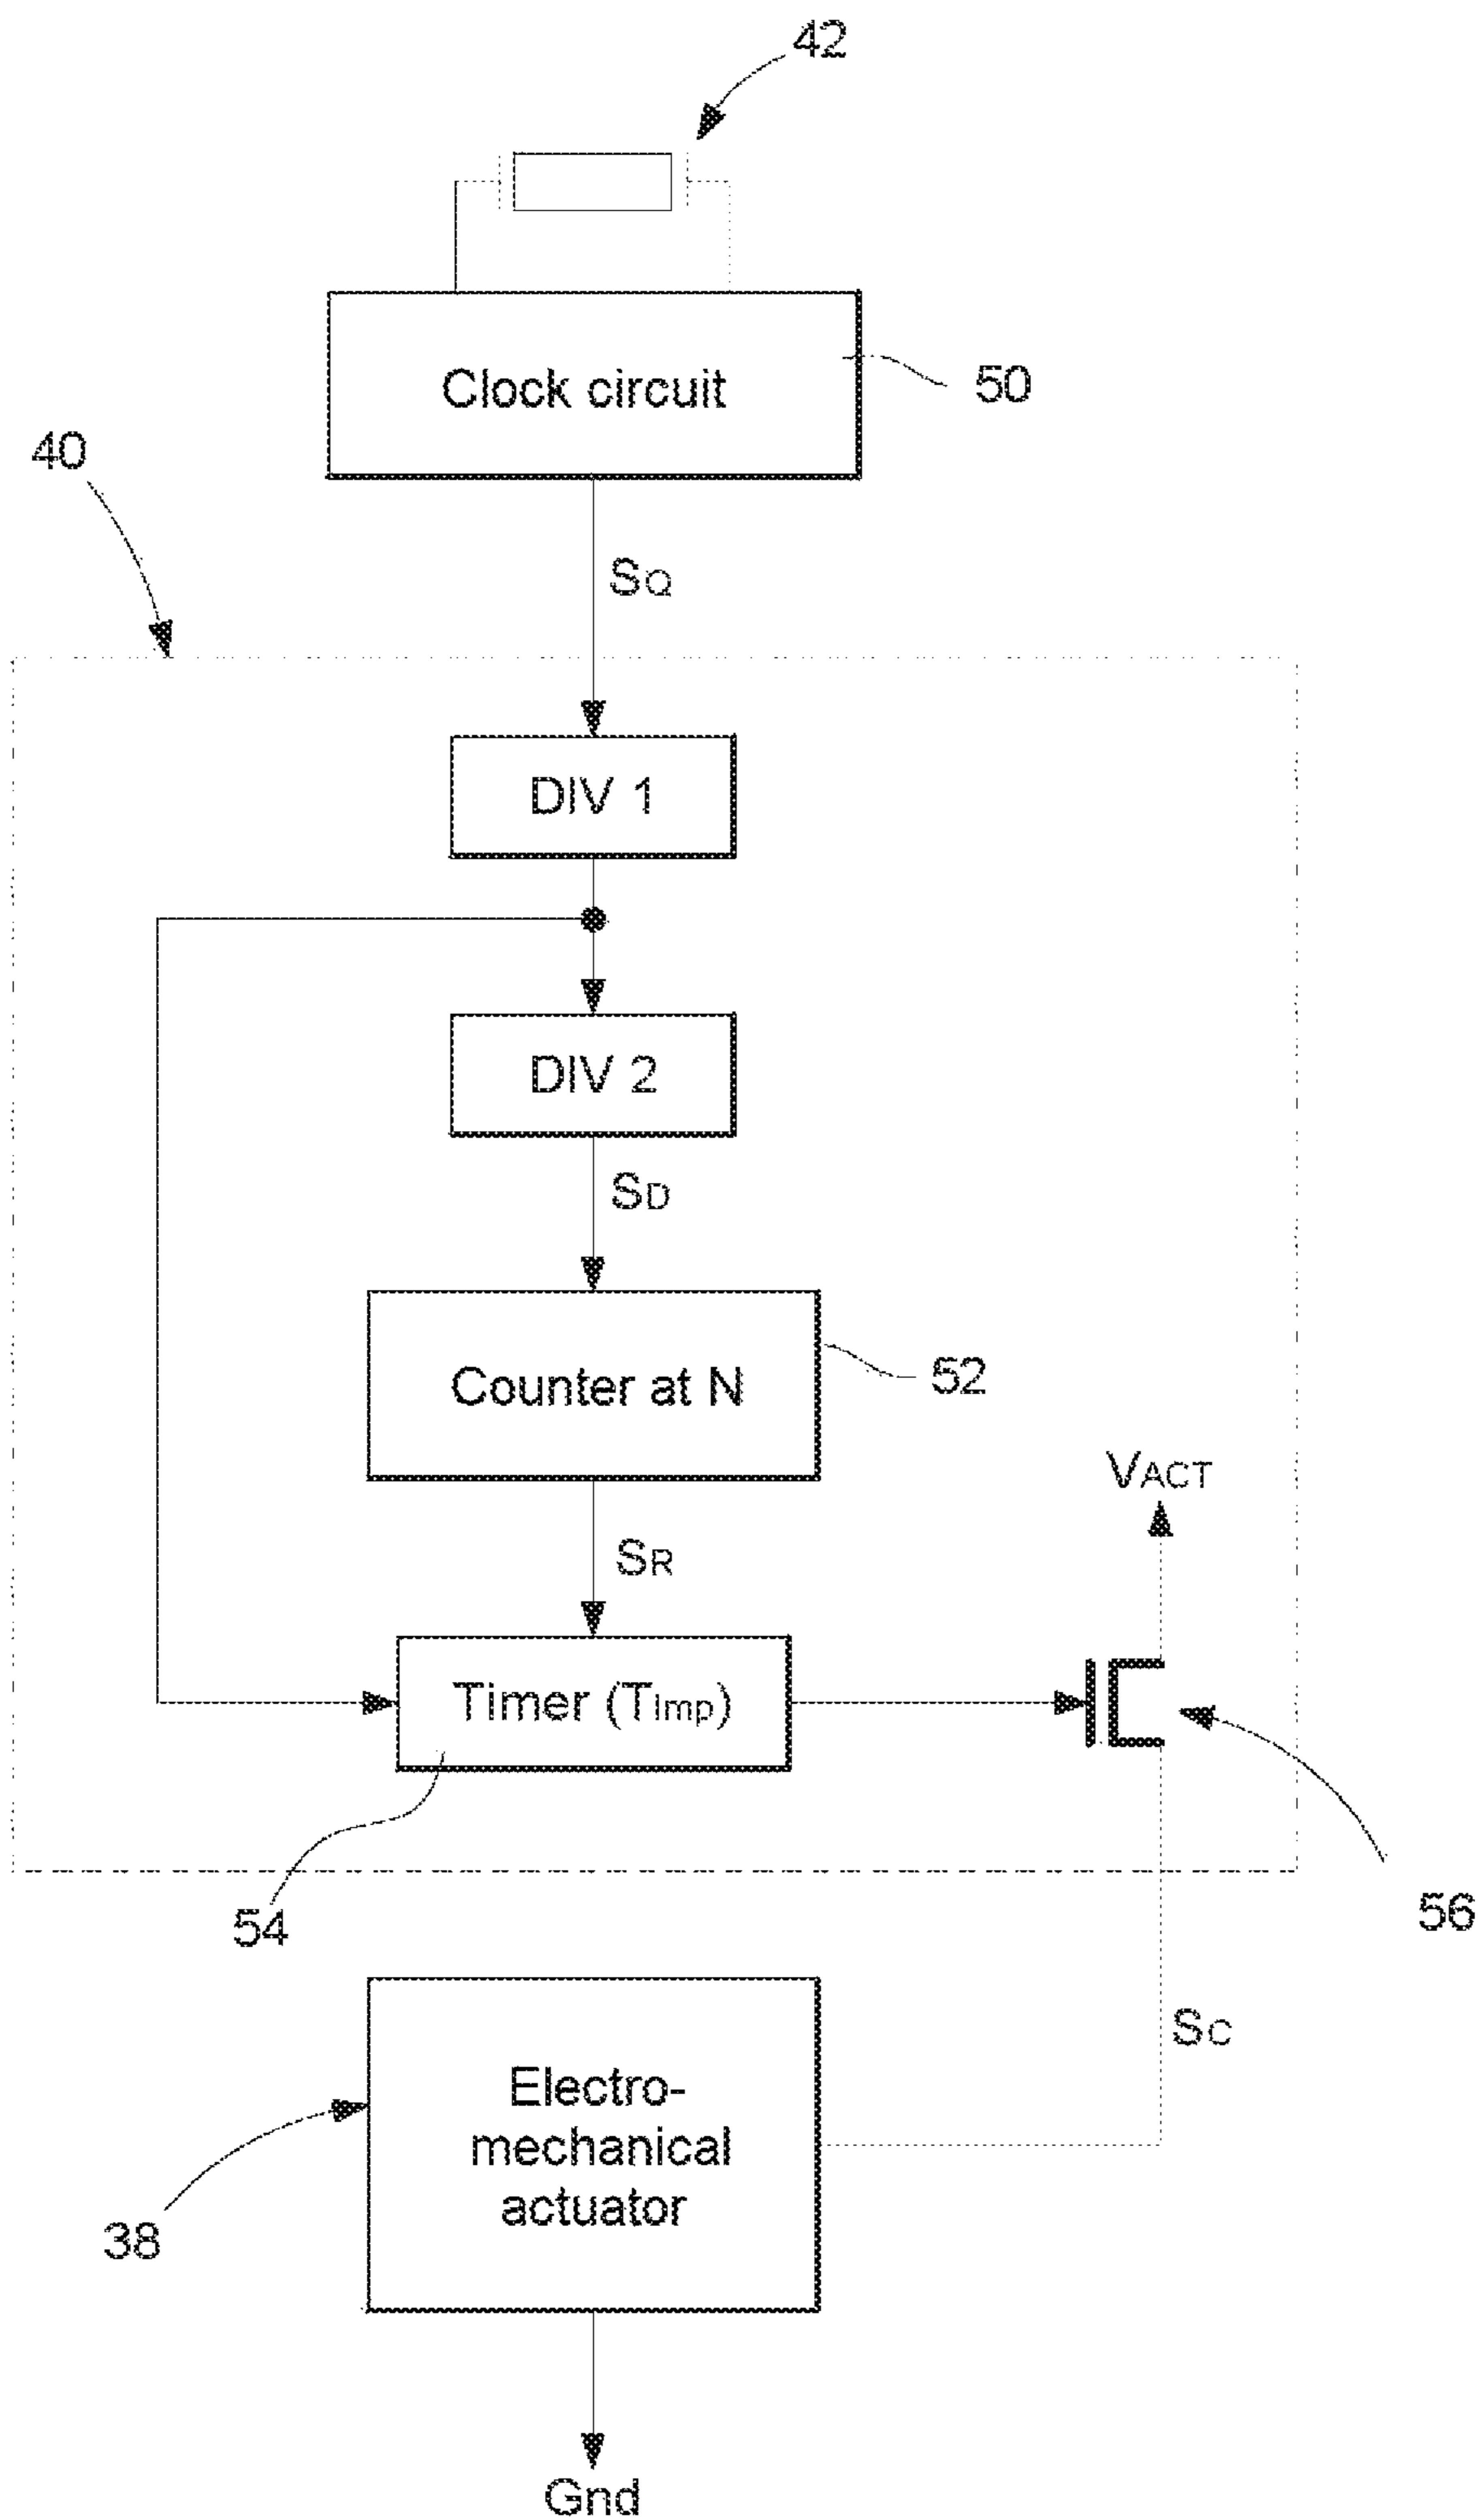 42
Clock circuit
50
40
SQ
DIV 1
DIV 2
SD
Counter at N
52
VACT
SR
Timer (TImp)
54
56
SC
Electro-
mechanical
actuator
38
Gnd